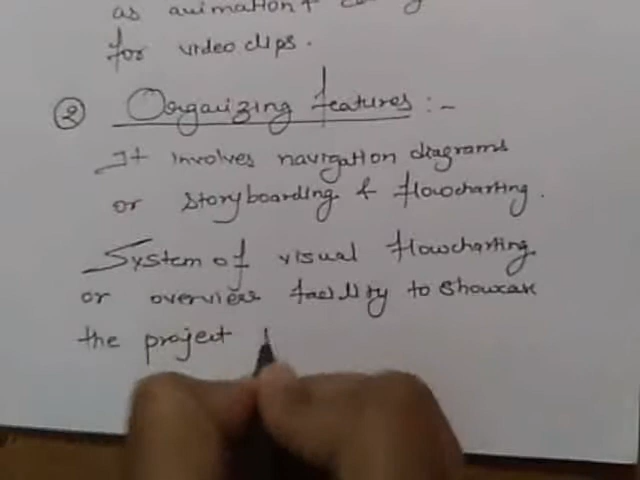 as animation &
for video clips.
② Organizing features :-
It involves navigation diagrams
or storyboarding & flowcharting.
System of visual flowcharting
or overview facility to showcase
the project